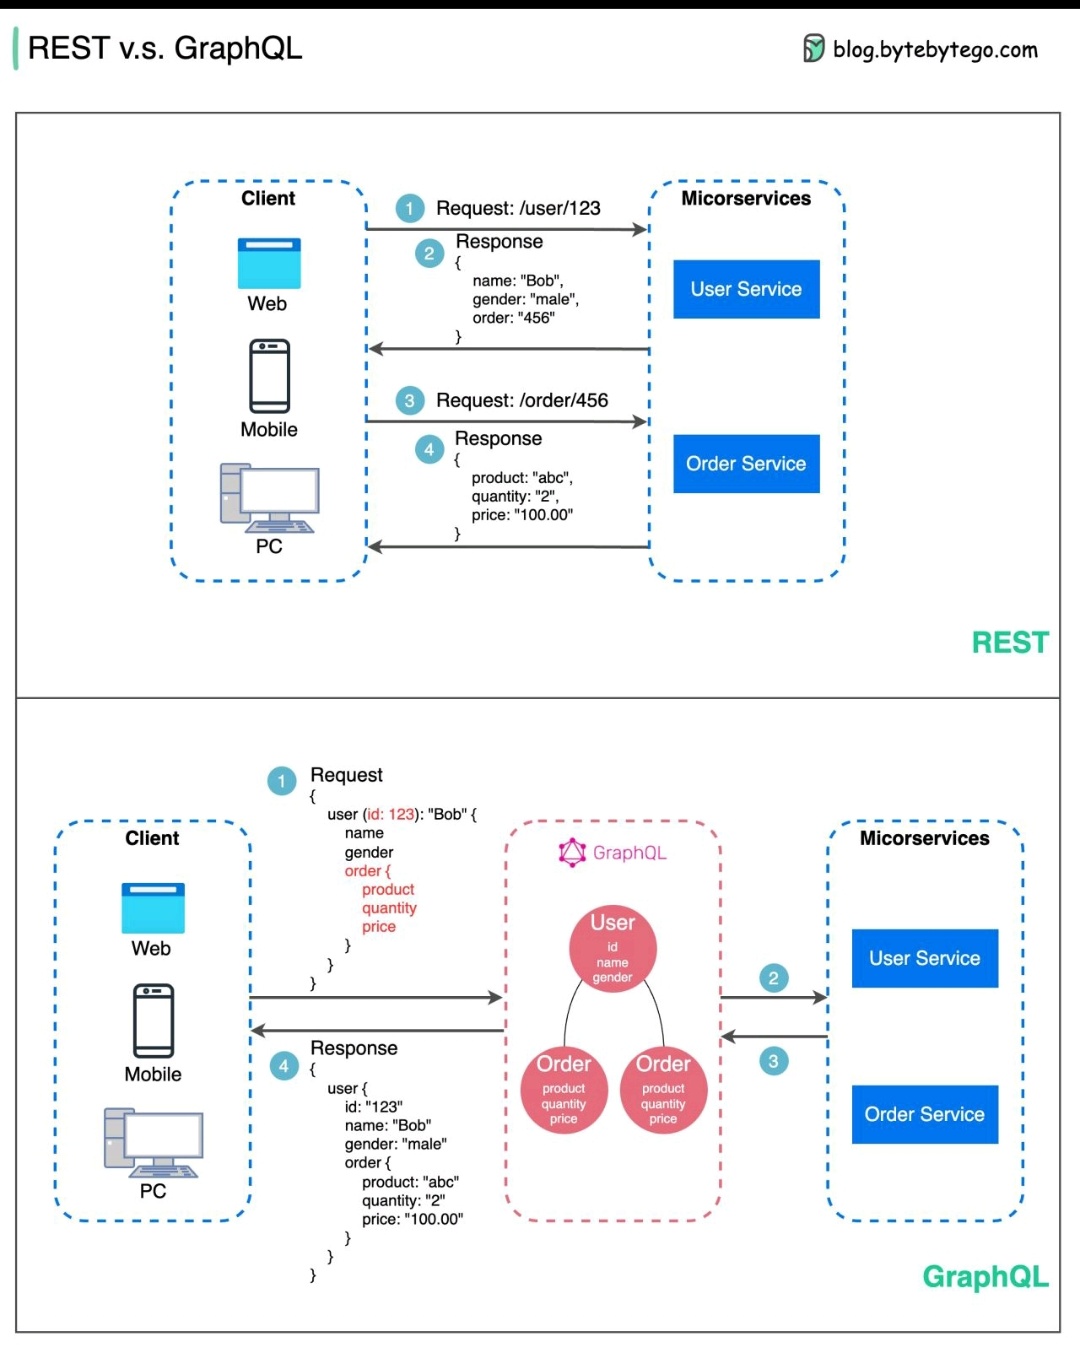 REST v.s. GraphQL
blog.bytebytego.com
Client
Web
Mobile
PC
1 Request: /user/123
2 Response
{
name: "Bob",
gender: "male",
order: "456"
}
3 Request: /order/456
4 Response
{
product: "abc",
quantity: "2",
price: "100.00"
}
Micorservices
User Service
Order Service
REST
Client
Web
Mobile
PC
1 Request
{
user (id: 123): "Bob" {
name
gender
order {
product
quantity
price
}
}
}
4 Response
{
user {
id: "123"
name: "Bob"
gender: "male"
order {
product: "abc"
quantity: "2"
price: "100.00"
}
}
}
GraphQL
User
id
name
gender
Order
product
quantity
price
Order
product
quantity
price
2
3
Micorservices
User Service
Order Service
GraphQL